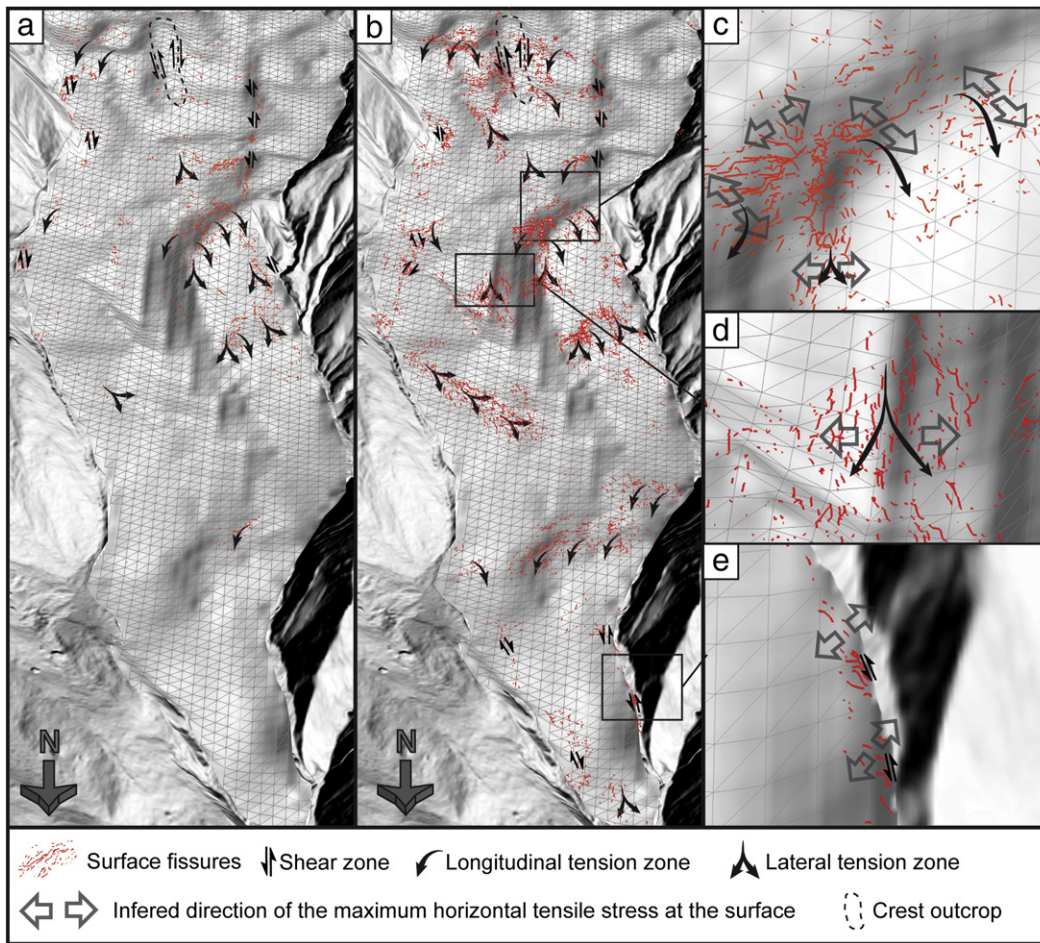 a
b
c
N
N
d
e
Surface fissures
Shear zone
Longitudinal tension zone
Lateral tension zone
Infered direction of the maximum horizontal tensile stress at the surface
Crest outcrop